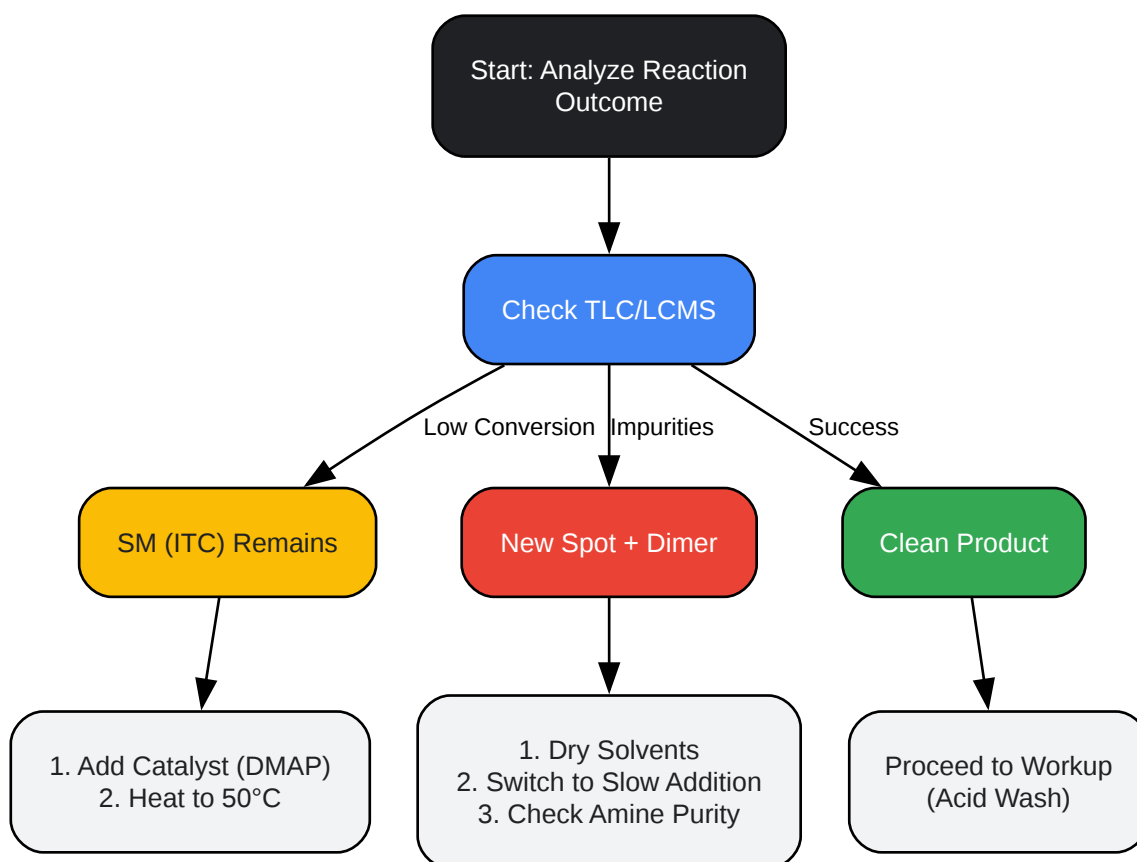 Start: Analyze Reaction
Outcome
Check TLC/LCMS
Low Conversion
Impurities
Success
SM (ITC) Remains
New Spot + Dimer
Clean Product
1. Add Catalyst (DMAP)
2. Heat to 50°C
1. Dry Solvents
2. Switch to Slow Addition
3. Check Amine Purity
Proceed to Workup
(Acid Wash)